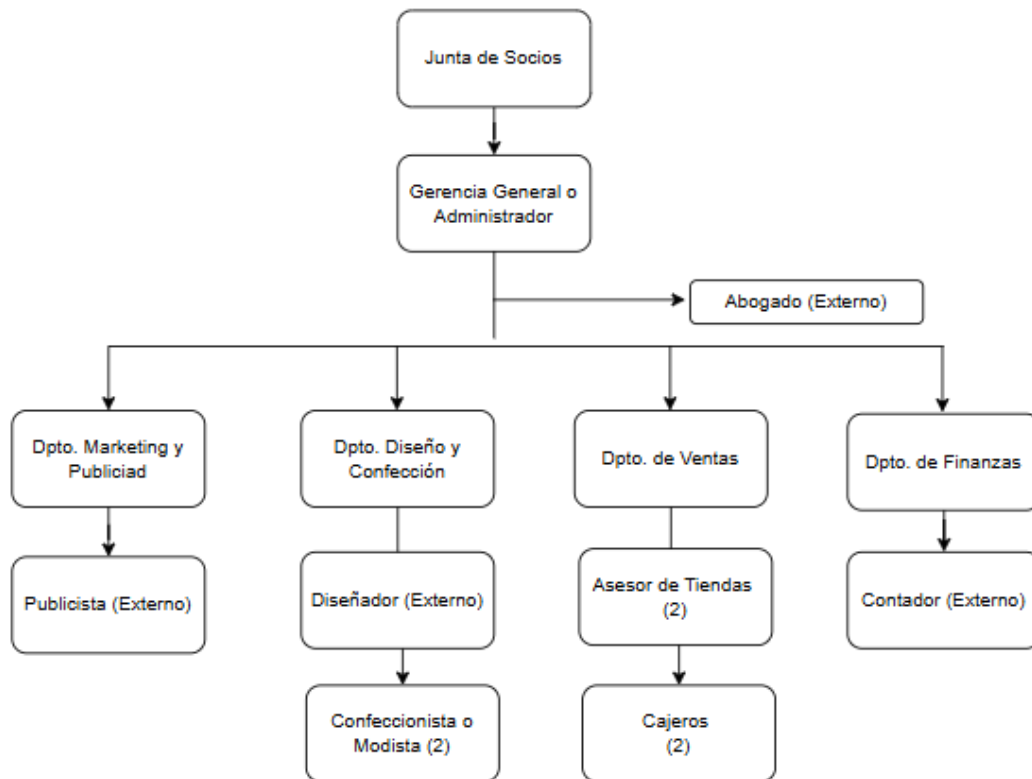 Junta de Socios
Gerencia General o
Administrador
Abogado (Externo)
Dpto. Marketing y
Publiciad
Dpto. Diseño y
Confección
Dpto. de Ventas
Dpto. de Finanzas
Publicista (Externo)
Diseñador (Externo)
Asesor de Tiendas
(2)
Contador (Externo)
Confeccionista o
Modista (2)
Cajeros
(2)